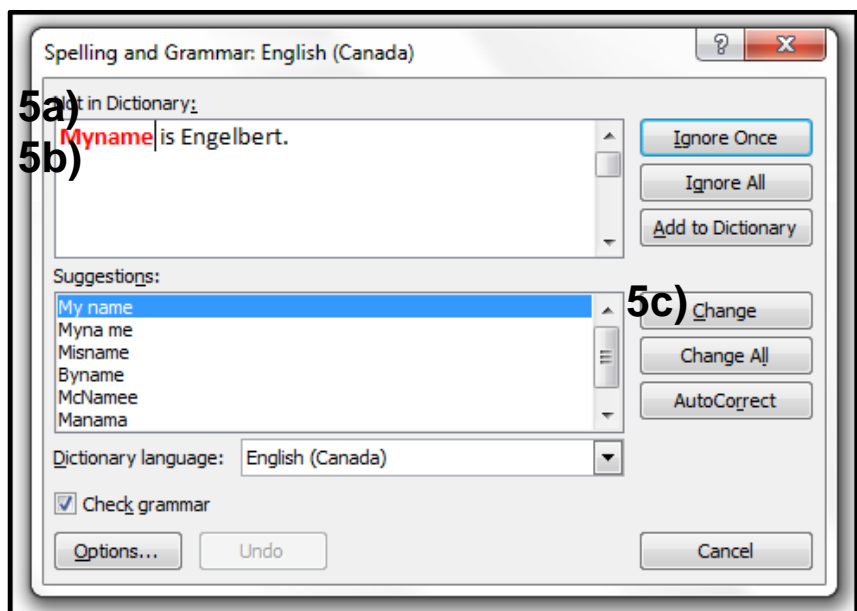 Spelling and Grammar: English (Canada)
5a)
Not in Dictionary:
Myname is Engelbert.
5b)
Ignore Once
Ignore All
Add to Dictionary
Suggestions:
My name
Myna me
Misname
Byname
McNamee
Manama
5c)
Change
Change All
AutoCorrect
Dictionary language: English (Canada)
Check grammar
Options... Undo Cancel